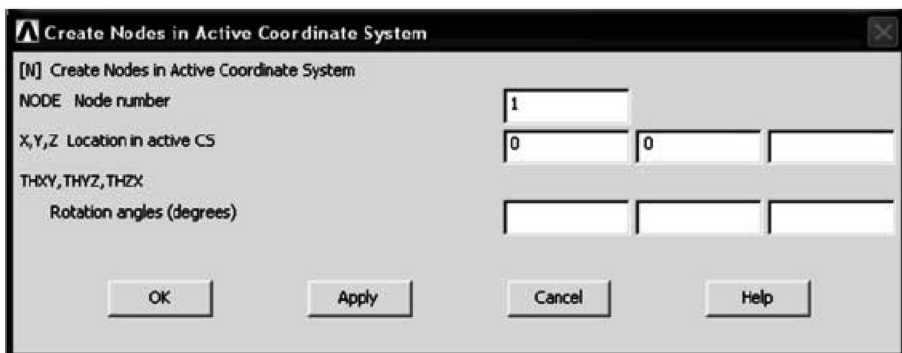 Create Nodes in Active Coordinate System
[N] Create Nodes in Active Coordinate System
NODE Node number 1
X,Y,Z Location in active CS 0 0
THXY,THYZ,THZX
Rotation angles (degrees)
OK Apply Cancel Help